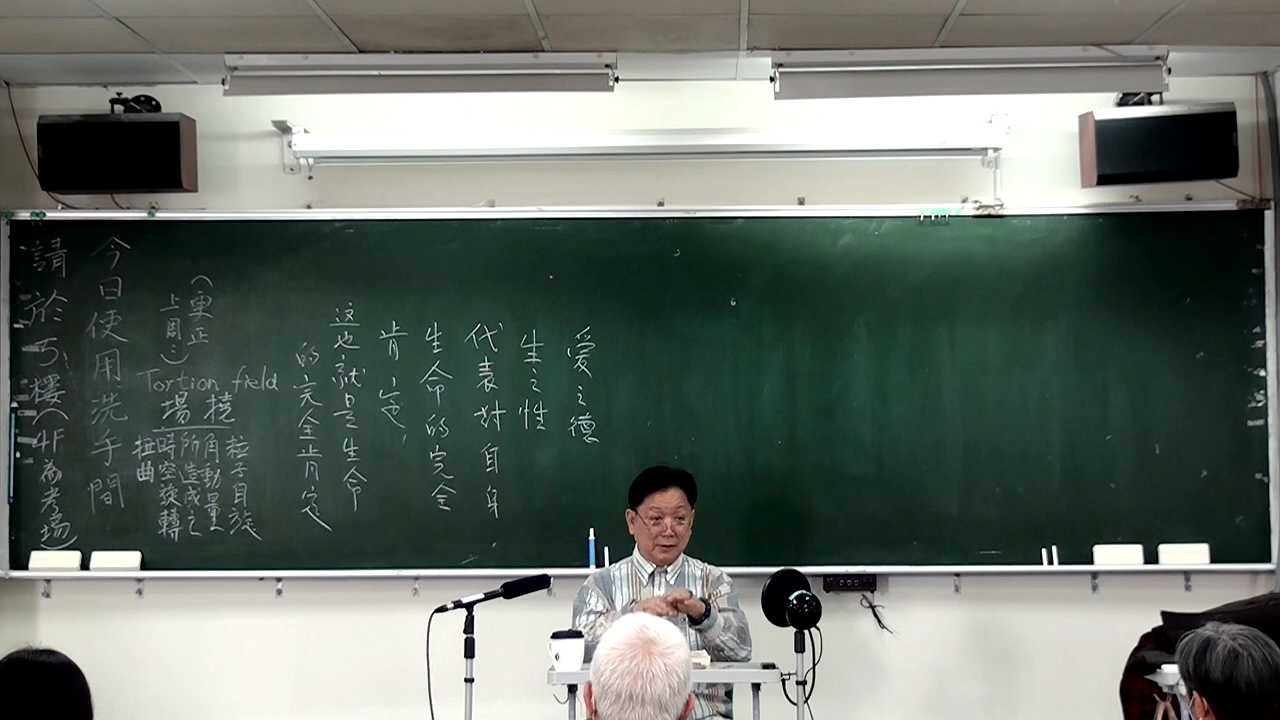 愛之德
生之性
代表對自身
生命的完全
肯定,
这也就是生命
的完全肯定
(更正
上周:)
Tortion field
撓場
粒子自旋
角動量
所造成之
時空旋轉
扭曲
今日使用洗手間
請於5樓(4F為考場)